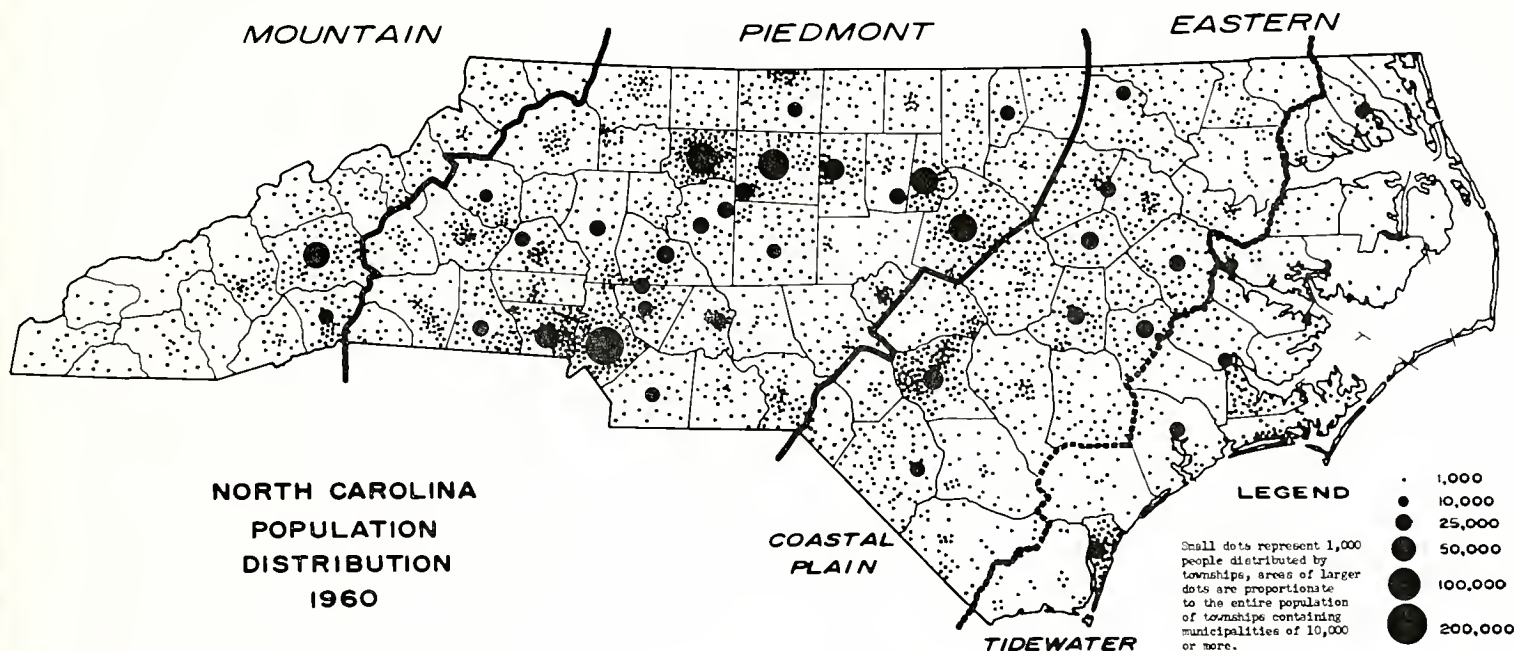 MOUNTAIN
PIEDMONT
EASTERN
NORTH CAROLINA
POPULATION
DISTRIBUTION
1960
COASTAL
PLAIN
TIDEWATER
LEGEND
Small dots represent 1,000
people distributed by
townships, areas of larger
dots are proportionate
to the entire population
of townships containing
municipalities of 10,000
or more.
1,000
10,000
25,000
50,000
100,000
200,000